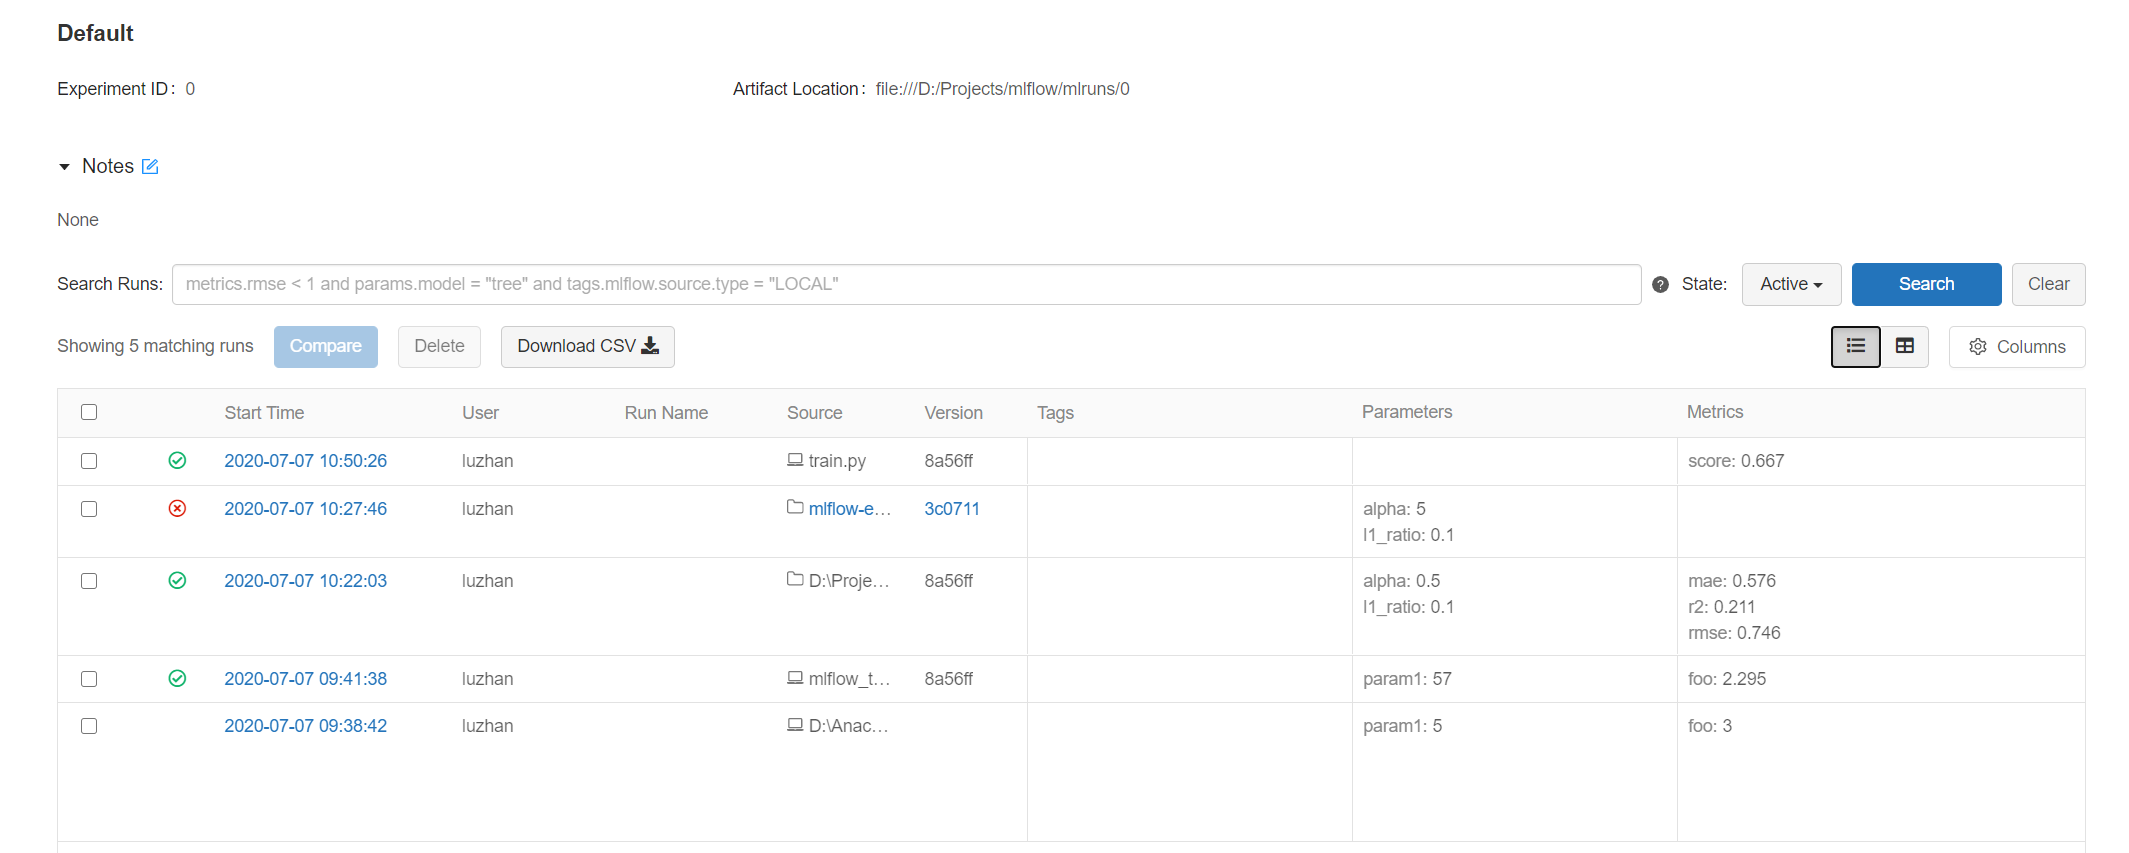 Default
Experiment ID: 0 Artifact Location: file:///D:/Projects/mlflow/mlruns/0
Notes
None
Search Runs: metrics.rmse < 1 and params.model = "tree" and tags.mlflow.source.type = "LOCAL" ? State: Active Search Clear
Showing 5 matching runs Compare Delete Download CSV Columns
Start Time User Run Name Source Version Tags Parameters Metrics
2020-07-07 10:50:26 luzhan train.py 8a56ff score: 0.667
2020-07-07 10:27:46 luzhan mlflow-e... 3c0711 alpha: 5
l1_ratio: 0.1
2020-07-07 10:22:03 luzhan D:\Proje... 8a56ff alpha: 0.5 mae: 0.576
l1_ratio: 0.1 r2: 0.211
rmse: 0.746
2020-07-07 09:41:38 luzhan mlflow_t... 8a56ff param1: 57 foo: 2.295
2020-07-07 09:38:42 luzhan D:\Anac... param1: 5 foo: 3